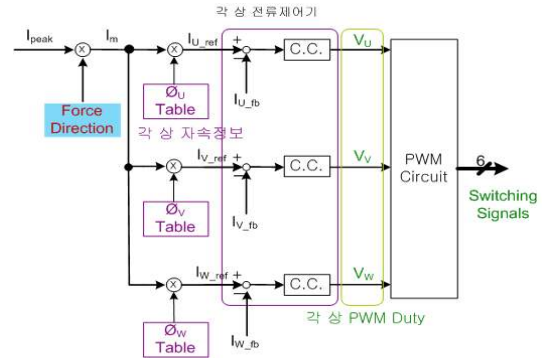 각 상 전류제어기
I_peak
I_m
I_U_ref
+
C.C.
V_U
X
X
−
Ø_U
Table
I_U_fb
Force
Direction
각 상 자속정보
I_V_ref
+
C.C.
V_V
X
−
PWM
Circuit
6
Switching
Signals
Ø_V
Table
I_V_fb
I_W_ref
+
C.C.
V_W
X
−
각 상 PWM Duty
Ø_W
Table
I_W_fb